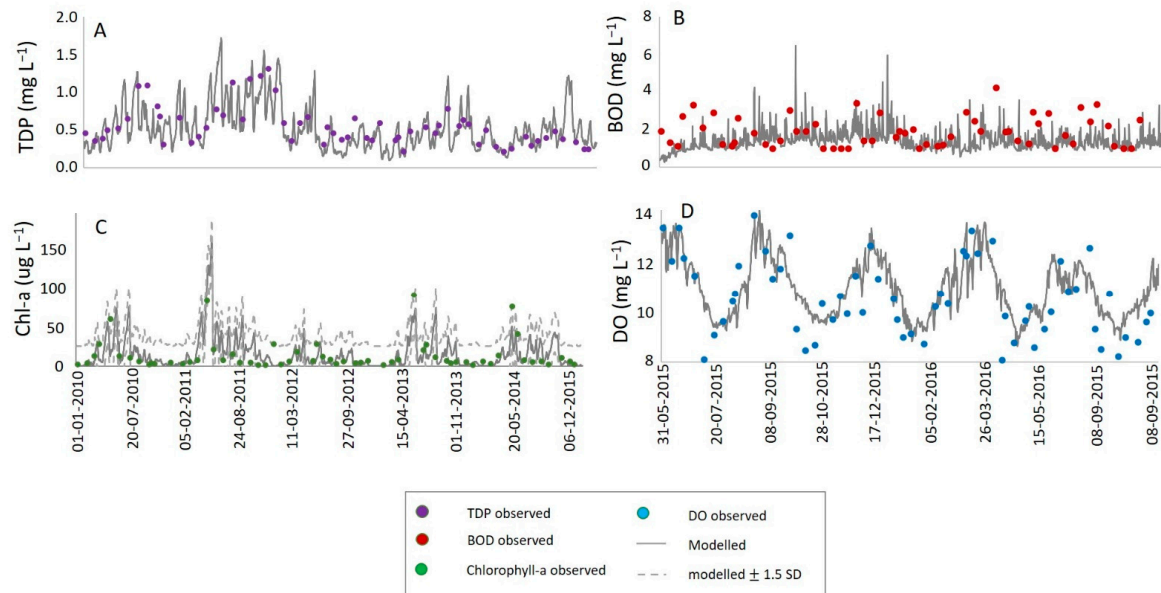 A
TDP (mg L⁻¹)
2.0
1.5
1.0
0.5
0.0
B
BOD (mg L⁻¹)
8
6
4
2
0
C
Chl-a (ug L⁻¹)
150
100
50
0
01-01-2010
20-07-2010
05-02-2011
24-08-2011
11-03-2012
27-09-2012
15-04-2013
01-11-2013
20-05-2014
06-12-2015
D
DO (mg L⁻¹)
14
12
10
8
31-05-2015
20-07-2015
08-09-2015
28-10-2015
17-12-2015
05-02-2016
26-03-2016
15-05-2016
08-09-2015
08-09-2015
TDP observed
BOD observed
Chlorophyll-a observed
DO observed
Modelled
modelled ± 1.5 SD